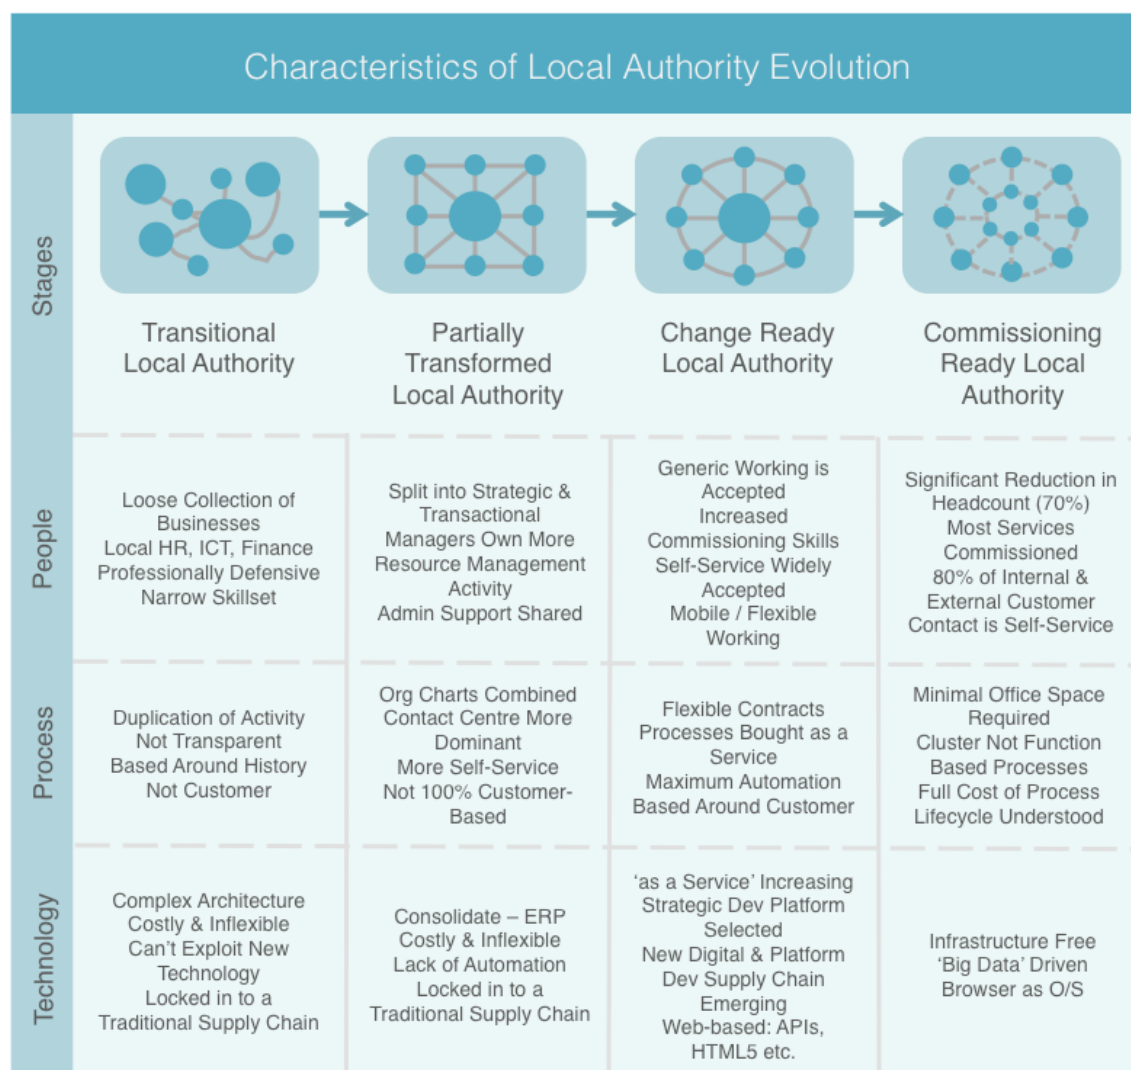 Characteristics of Local Authority Evolution
Stages
Transitional
Local Authority
Partially
Transformed
Local Authority
Change Ready
Local Authority
Commissioning
Ready Local
Authority
People
Loose Collection of
Businesses
Local HR, ICT, Finance
Professionally Defensive
Narrow Skillset
Split into Strategic &
Transactional
Managers Own More
Resource Management
Activity
Admin Support Shared
Generic Working is
Accepted
Increased
Commissioning Skills
Self-Service Widely
Accepted
Mobile / Flexible
Working
Significant Reduction in
Headcount (70%)
Most Services
Commissioned
80% of Internal &
External Customer
Contact is Self-Service
Process
Duplication of Activity
Not Transparent
Based Around History
Not Customer
Org Charts Combined
Contact Centre More
Dominant
More Self-Service
Not 100% Customer-
Based
Flexible Contracts
Processes Bought as a
Service
Maximum Automation
Based Around Customer
Minimal Office Space
Required
Cluster Not Function
Based Processes
Full Cost of Process
Lifecycle Understood
Technology
Complex Architecture
Costly & Inflexible
Can't Exploit New
Technology
Locked in to a
Traditional Supply Chain
Consolidate – ERP
Costly & Inflexible
Lack of Automation
Locked in to a
Traditional Supply Chain
‘as a Service’ Increasing
Strategic Dev Platform
Selected
New Digital & Platform
Dev Supply Chain
Emerging
Web-based: APIs,
HTML5 etc.
Infrastructure Free
‘Big Data’ Driven
Browser as O/S